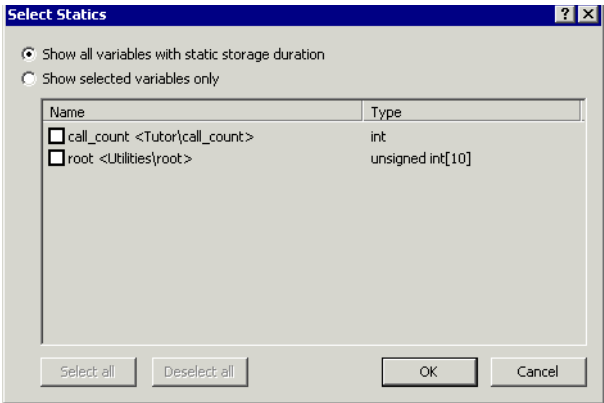 Select Statics
Show all variables with static storage duration
Show selected variables only
Name Type
call_count <Tutor\call_count> int
root <Utilities\root> unsigned int[10]
Select all Deselect all OK Cancel